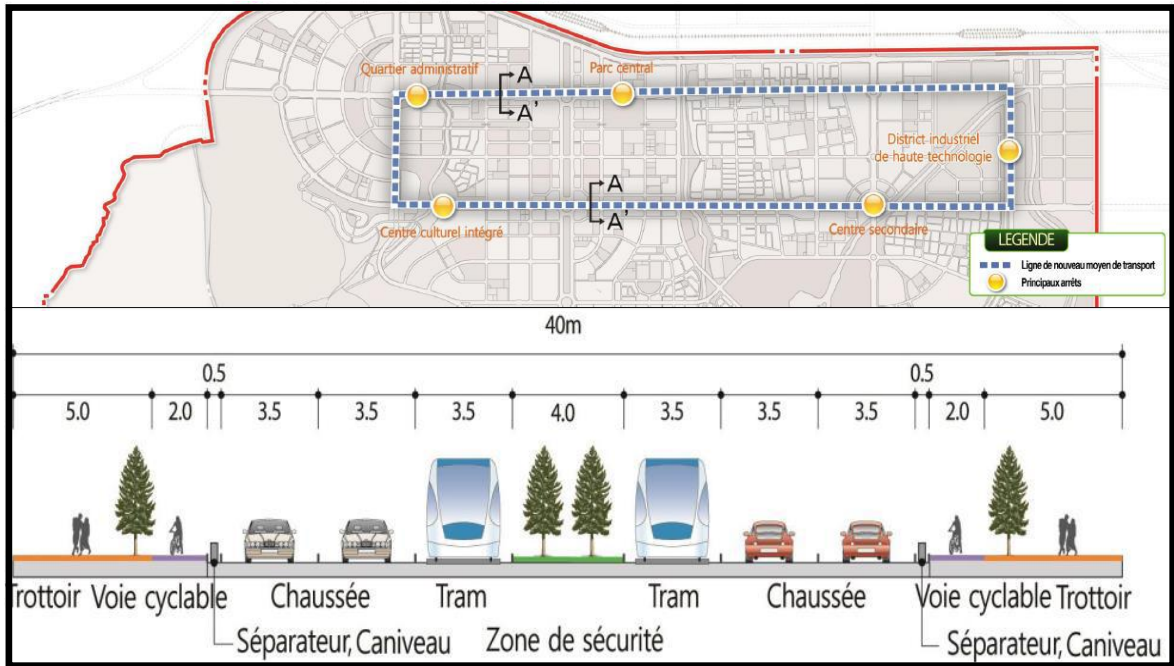 Quartier administratif
A
Parc central
A'
District industriel
de haute technologie
A
A'
Centre culturel intégré
Centre secondaire
LEGENDE
Ligne de nouveau moyen de transport
Principaux arrêts
40m
0.5 0.5
5.0 2.0 3.5 3.5 3.5 4.0 3.5 3.5 3.5 2.0 5.0
Trottoir Voie cyclable Chaussée Tram Tram Chaussée Voie cyclable Trottoir
Séparateur, Caniveau Zone de sécurité Séparateur, Caniveau